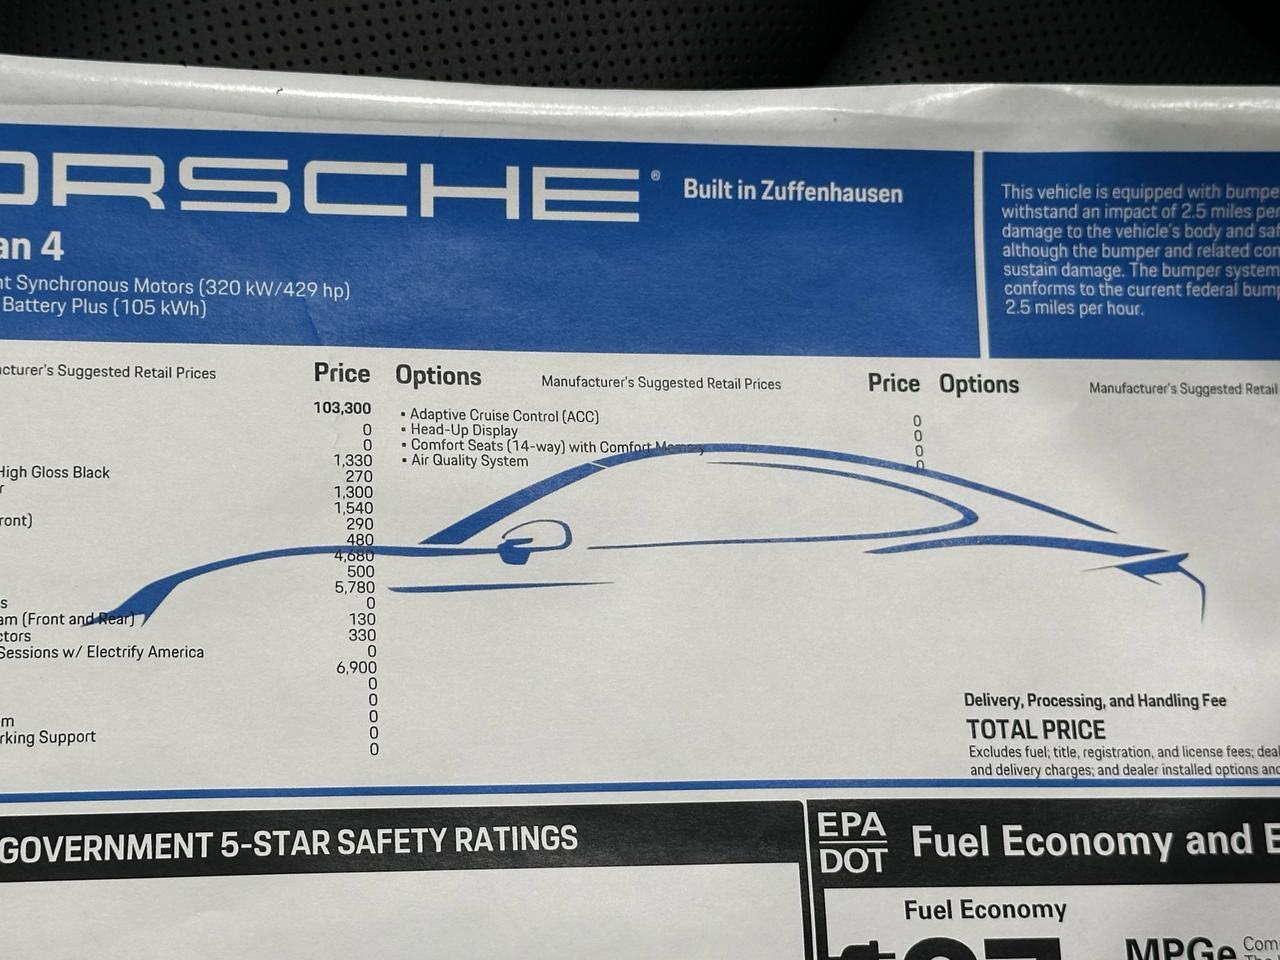 ORSCHE® Built in Zuffenhausen
an 4
nt Synchronous Motors (320 kW/429 hp)
Battery Plus (105 kWh)
This vehicle is equipped with bumpe
withstand an impact of 2.5 miles per
damage to the vehicle's body and saf
although the bumper and related con
sustain damage. The bumper system
conforms to the current federal bump
2.5 miles per hour.
acturer's Suggested Retail Prices Price
103,300
0
0
1,330
High Gloss Black 270
r 1,300
1,540
ront) 290
480
4,680
500
5,780
s 0
am (Front and Rear) 130
ctors 330
Sessions w/ Electrify America 0
6,900
0
0
m 0
rking Support 0
0
Options Manufacturer's Suggested Retail Prices Price
▪ Adaptive Cruise Control (ACC) 0
▪ Head-Up Display 0
▪ Comfort Seats (14-way) with Comfort Memory 0
▪ Air Quality System 0
Options Manufacturer's Suggested Retail
Delivery, Processing, and Handling Fee
TOTAL PRICE
Excludes fuel; title, registration, and license fees; deal
and delivery charges; and dealer installed options and
GOVERNMENT 5-STAR SAFETY RATINGS
EPA
DOT
Fuel Economy and E
Fuel Economy
MPGe
Com